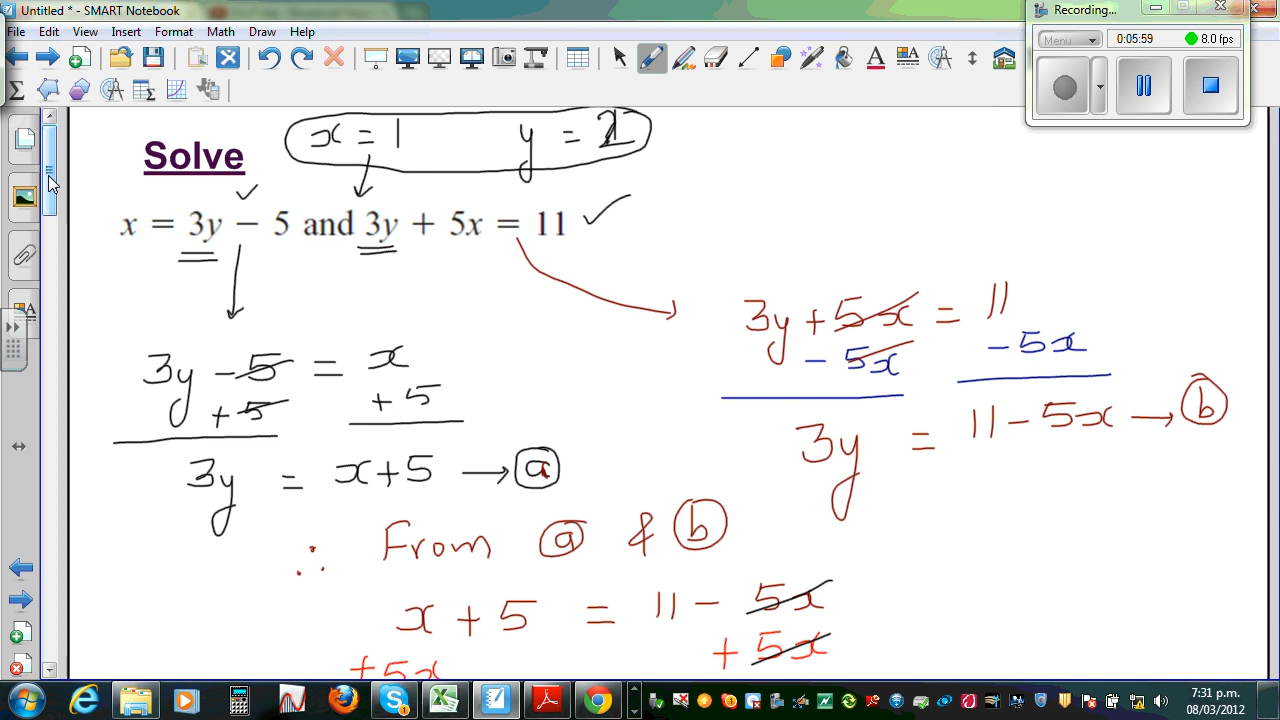 Untitled * - SMART Notebook
File Edit View Insert Format Math Draw Help
Recording...
Menu 0:05:59 8.0 fps
x = 1 y = 2
Solve
x = 3y − 5 and 3y + 5x = 11
3y + 5x = 11
- 5x - 5x
3y - 5 = x
+ 5 + 5
3y = 11 - 5x → b
3y = x + 5 → a
∴ From a & b
x + 5 = 11 - 5x
+5x + 5x
7:31 p.m.
08/03/2012